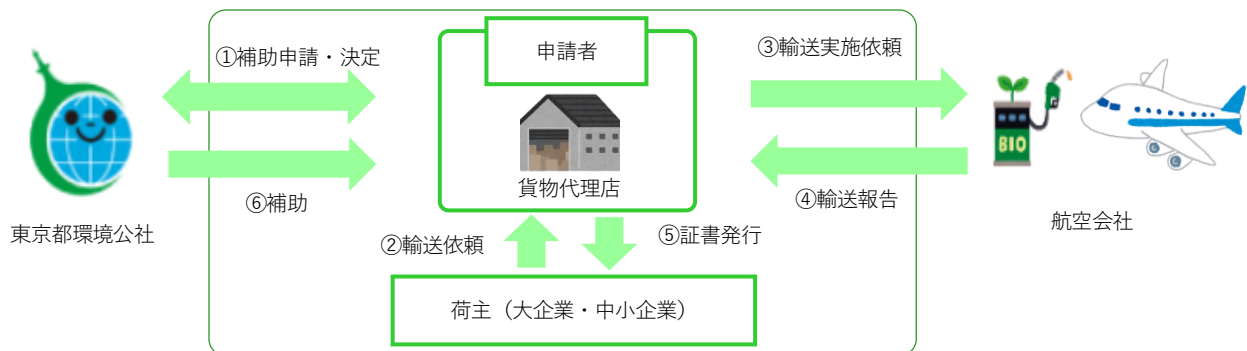 ①補助申請・決定
申請者
③輸送実施依頼
BIO
貨物代理店
⑥補助
④輸送報告
東京都環境公社
航空会社
②輸送依頼
⑤証書発行
荷主（大企業・中小企業）